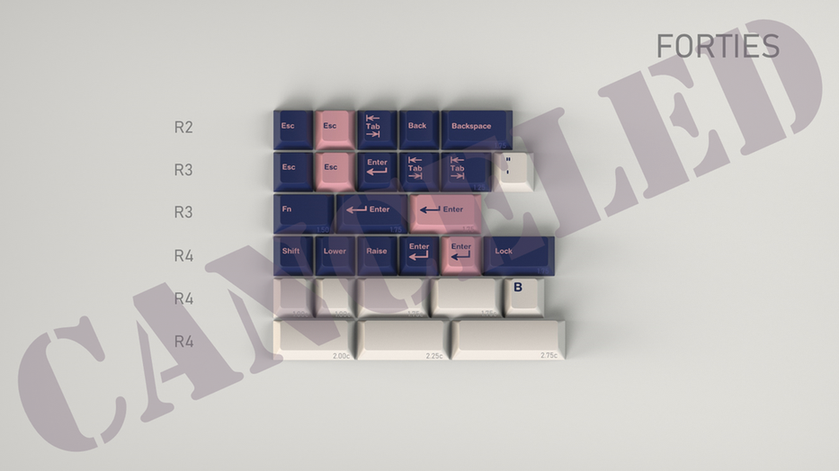 FORTIES
CANCELED
R2
Esc Esc Tab Back Backspace
R3
Esc Esc Enter Tab Tab " '
R3
Fn Enter Enter
R4
Shift Lower Raise Enter Enter Lock
R4
B
R4
2.00c 2.25c 2.75c